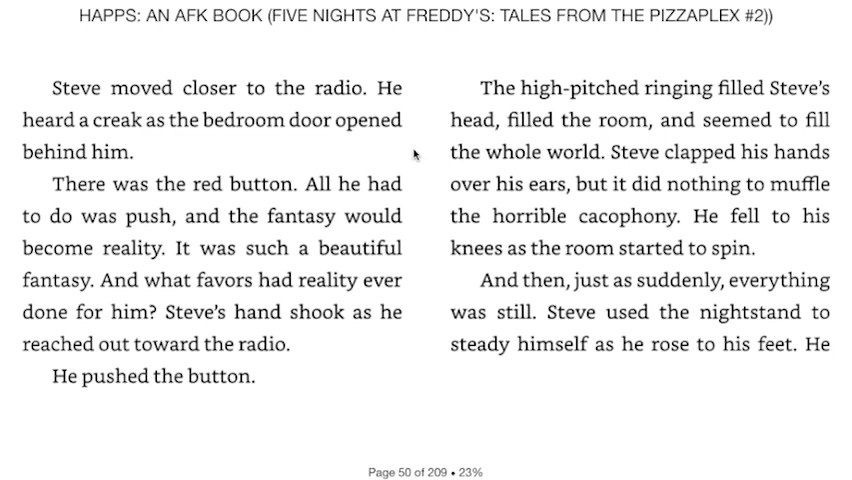 HAPPS: AN AFK BOOK (FIVE NIGHTS AT FREDDY'S: TALES FROM THE PIZZAPLEX #2))
Steve moved closer to the radio. He
heard a creak as the bedroom door opened
behind him.
There was the red button. All he had
to do was push, and the fantasy would
become reality. It was such a beautiful
fantasy. And what favors had reality ever
done for him? Steve’s hand shook as he
reached out toward the radio.
He pushed the button.
The high-pitched ringing filled Steve’s
head, filled the room, and seemed to fill
the whole world. Steve clapped his hands
over his ears, but it did nothing to muffle
the horrible cacophony. He fell to his
knees as the room started to spin.
And then, just as suddenly, everything
was still. Steve used the nightstand to
steady himself as he rose to his feet. He
Page 50 of 209 • 23%